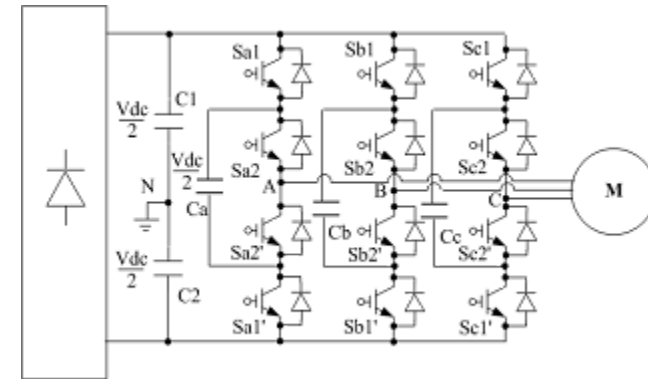 Sa1
Sb1
Sc1
C1
Vdc
2
Vdc
2
Sa2
Sb2
Sc2
N
A
B
C
M
Ca
Cb
Cc
Vdc
2
Sa2'
Sb2'
Sc2'
C2
Sa1'
Sb1'
Sc1'